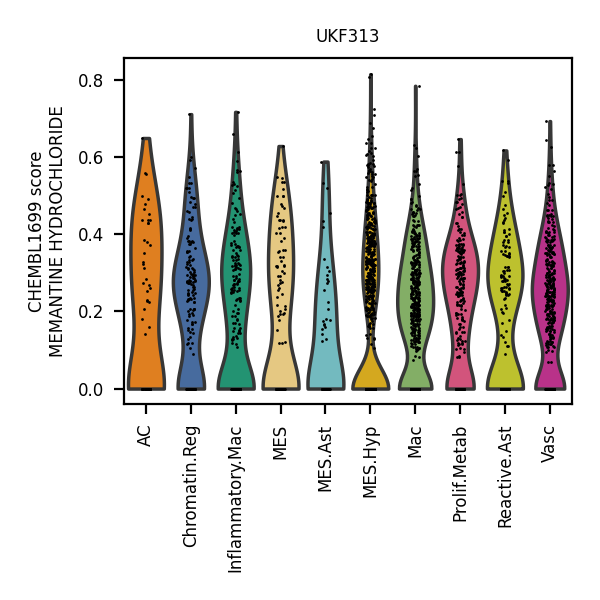 UKF313
CHEMBL1699 score
MEMANTINE HYDROCHLORIDE
0.8
0.6
0.4
0.2
0.0
AC
Chromatin.Reg
Inflammatory.Mac
MES
MES.Ast
MES.Hyp
Mac
Prolif.Metab
Reactive.Ast
Vasc